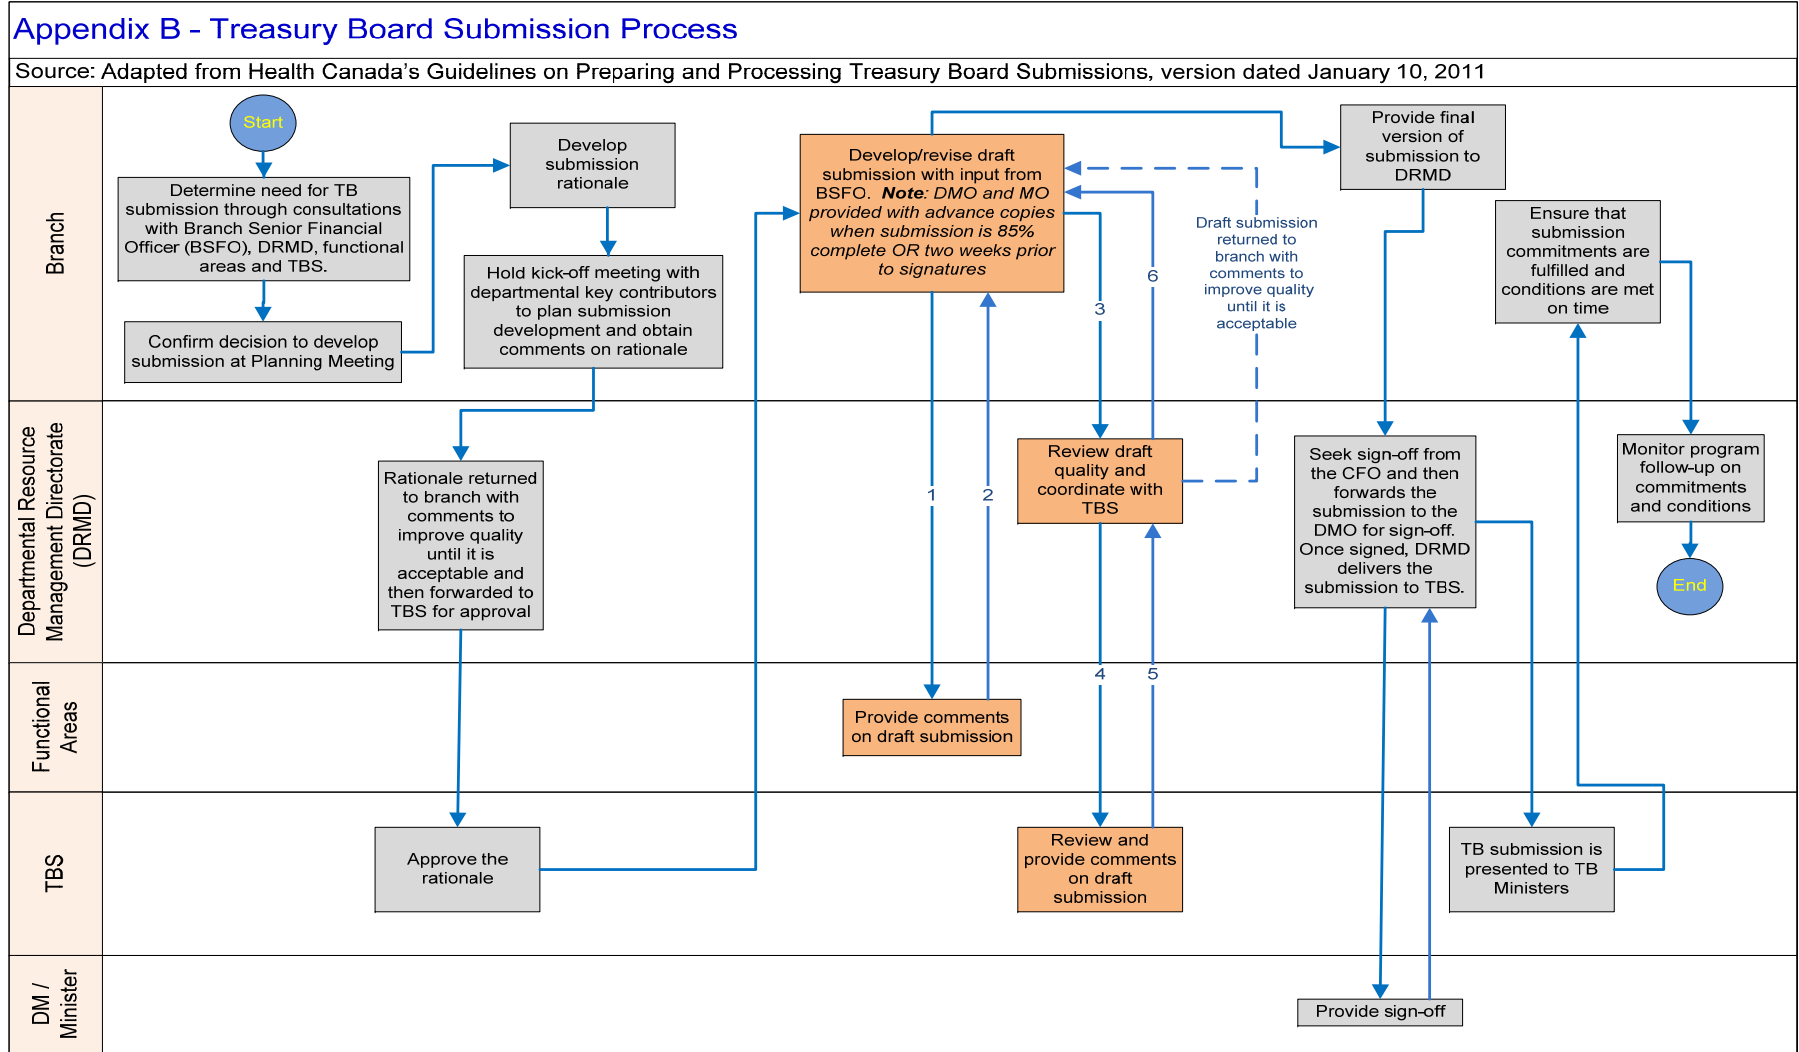 Appendix B - Treasury Board Submission Process
Source: Adapted from Health Canada's Guidelines on Preparing and Processing Treasury Board Submissions, version dated January 10, 2011
Branch
Start
Determine need for TB
submission through consultations
with Branch Senior Financial
Officer (BSFO), DRMD, functional
areas and TBS.
Confirm decision to develop
submission at Planning Meeting
Develop
submission
rationale
Hold kick-off meeting with
departmental key contributors
to plan submission
development and obtain
comments on rationale
Develop/revise draft
submission with input from
BSFO. Note: DMO and MO
provided with advance copies
when submission is 85%
complete OR two weeks prior
to signatures
3
6
Draft submission
returned to
branch with
comments to
improve quality
until it is
acceptable
Provide final
version of
submission to
DRMD
Ensure that
submission
commitments are
fulfilled and
conditions are met
on time
Departmental Resource
Management Directorate
(DRMD)
Rationale returned
to branch with
comments to
improve quality
until it is
acceptable and
then forwarded to
TBS for approval
1
2
Review draft
quality and
coordinate with
TBS
Seek sign-off from
the CFO and then
forwards the
submission to the
DMO for sign-off.
Once signed, DRMD
delivers the
submission to TBS.
Monitor program
follow-up on
commitments
and conditions
End
Functional
Areas
Provide comments
on draft submission
4
5
TBS
Approve the
rationale
Review and
provide comments
on draft
submission
TB submission is
presented to TB
Ministers
DM /
Minister
Provide sign-off